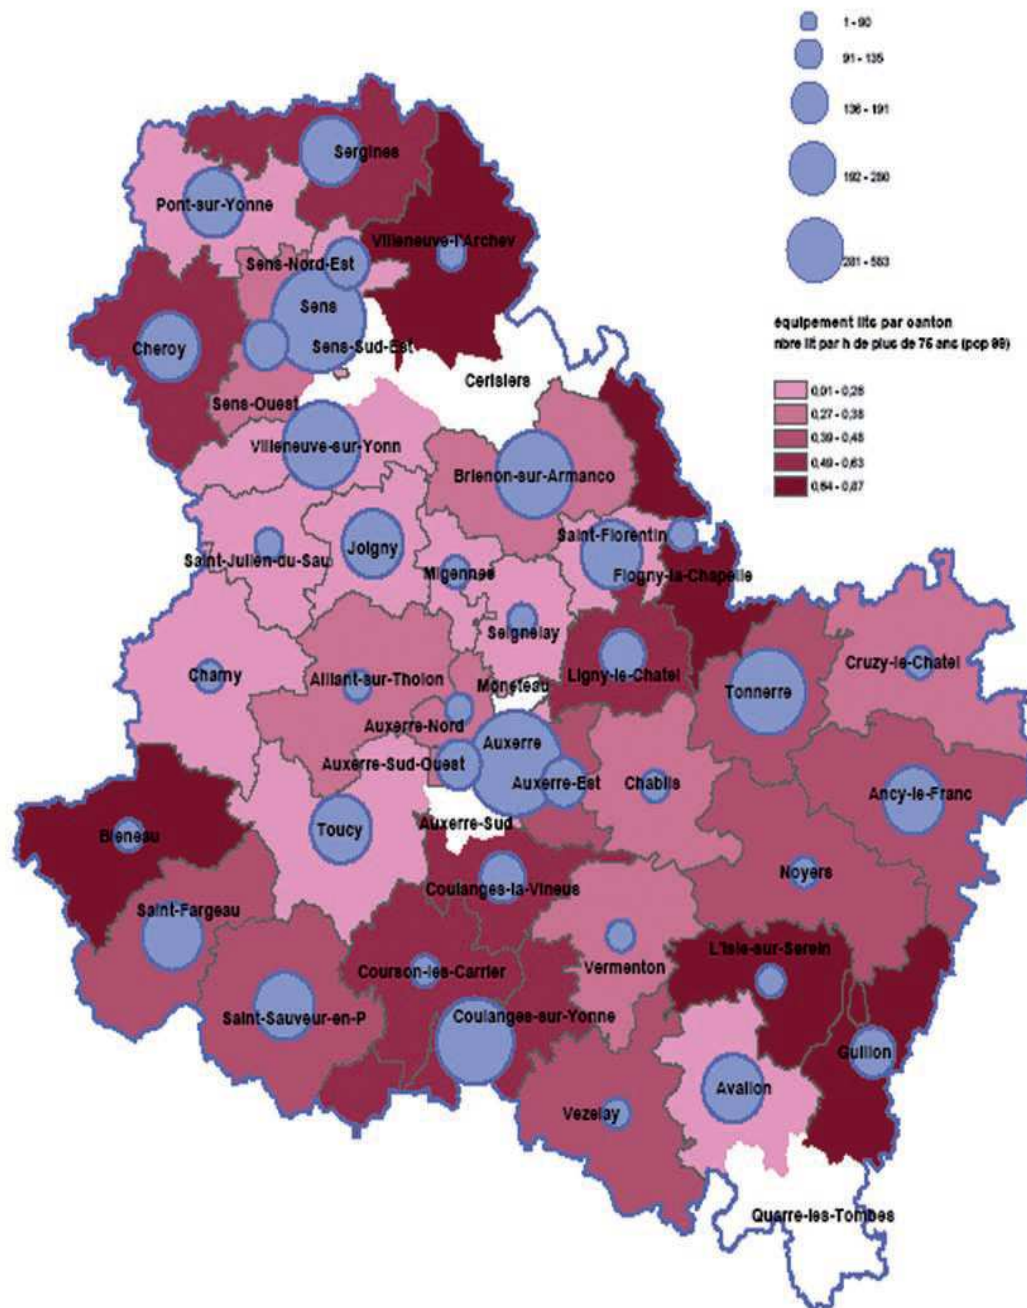 1 - 90
91 - 135
136 - 191
192 - 280
281 - 583
équipement lits par canton
nbre lit par h de plus de 75 ans (pop 99)
0,01 - 0,26
0,27 - 0,38
0,39 - 0,48
0,49 - 0,63
0,64 - 0,87
Sergines
Pont-sur-Yonne
Villeneuve-l'Archev
Sens-Nord-Est
Sens
Cheroy
Sens-Sud-Est
Cerisiers
Sens-Ouest
Villeneuve-sur-Yonn
Brienon-sur-Armanco
Saint-Florentin
Saint-Julien-du-Sau
Joigny
Migennes
Flogny-la-Chapelle
Seignelay
Charny
Aillant-sur-Tholon
Moneteau
Ligny-le-Chatel
Tonnerre
Cruzy-le-Chatel
Auxerre-Nord
Auxerre
Auxerre-Sud-Ouest
Auxerre-Est
Chablis
Ancy-le-Franc
Bleneau
Toucy
Auxerre-Sud
Noyers
Coulanges-la-Vineus
Saint-Fargeau
L'Isle-sur-Serein
Vermenton
Courson-les-Carrier
Saint-Sauveur-en-P
Coulanges-sur-Yonne
Guillon
Avallon
Vezelay
Quarre-les-Tombes